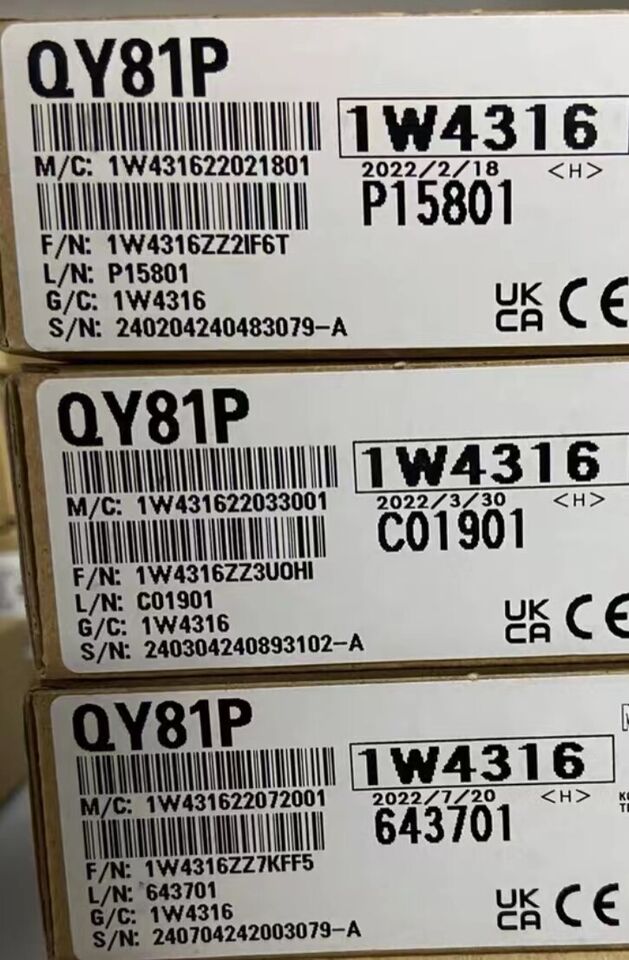 QY81P
1W4316
M/C: 1W431622021801
2022/2/18 <H>
P15801
F/N: 1W4316ZZ2IF6T
L/N: P15801
G/C: 1W4316
S/N: 240204240483079-A
UK
CA CE
QY81P
1W4316
M/C: 1W431622033001
2022/3/30 <H>
C01901
F/N: 1W4316ZZ3U0HI
L/N: C01901
G/C: 1W4316
S/N: 240304240893102-A
UK
CA CE
QY81P
1W4316
M/C: 1W431622072001
2022/7/20 <H>
643701
F/N: 1W4316ZZ7KFF5
L/N: 643701
G/C: 1W4316
S/N: 240704242003079-A
UK
CA CE